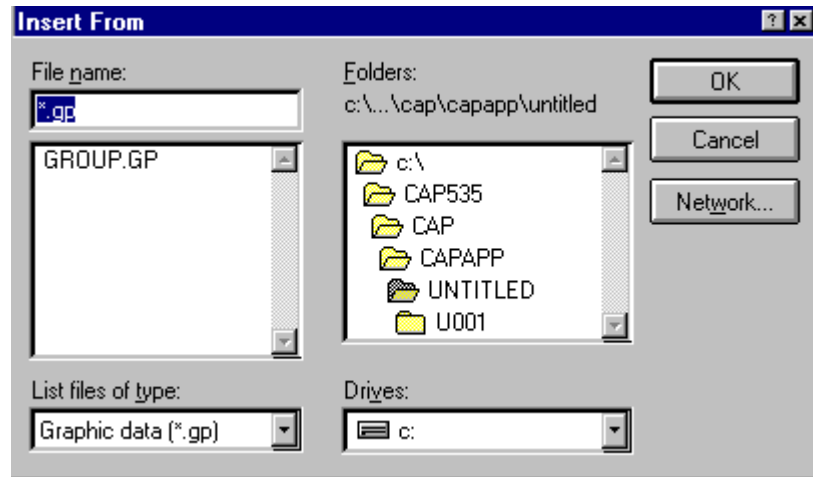 Insert From
File name:
*.gp
GROUP.GP
List files of type:
Graphic data (*.gp)
Folders:
c:\...\cap\capapp\untitled
c:\
CAP535
CAP
CAPAPP
UNTITLED
U001
Drives:
c:
OK
Cancel
Network...